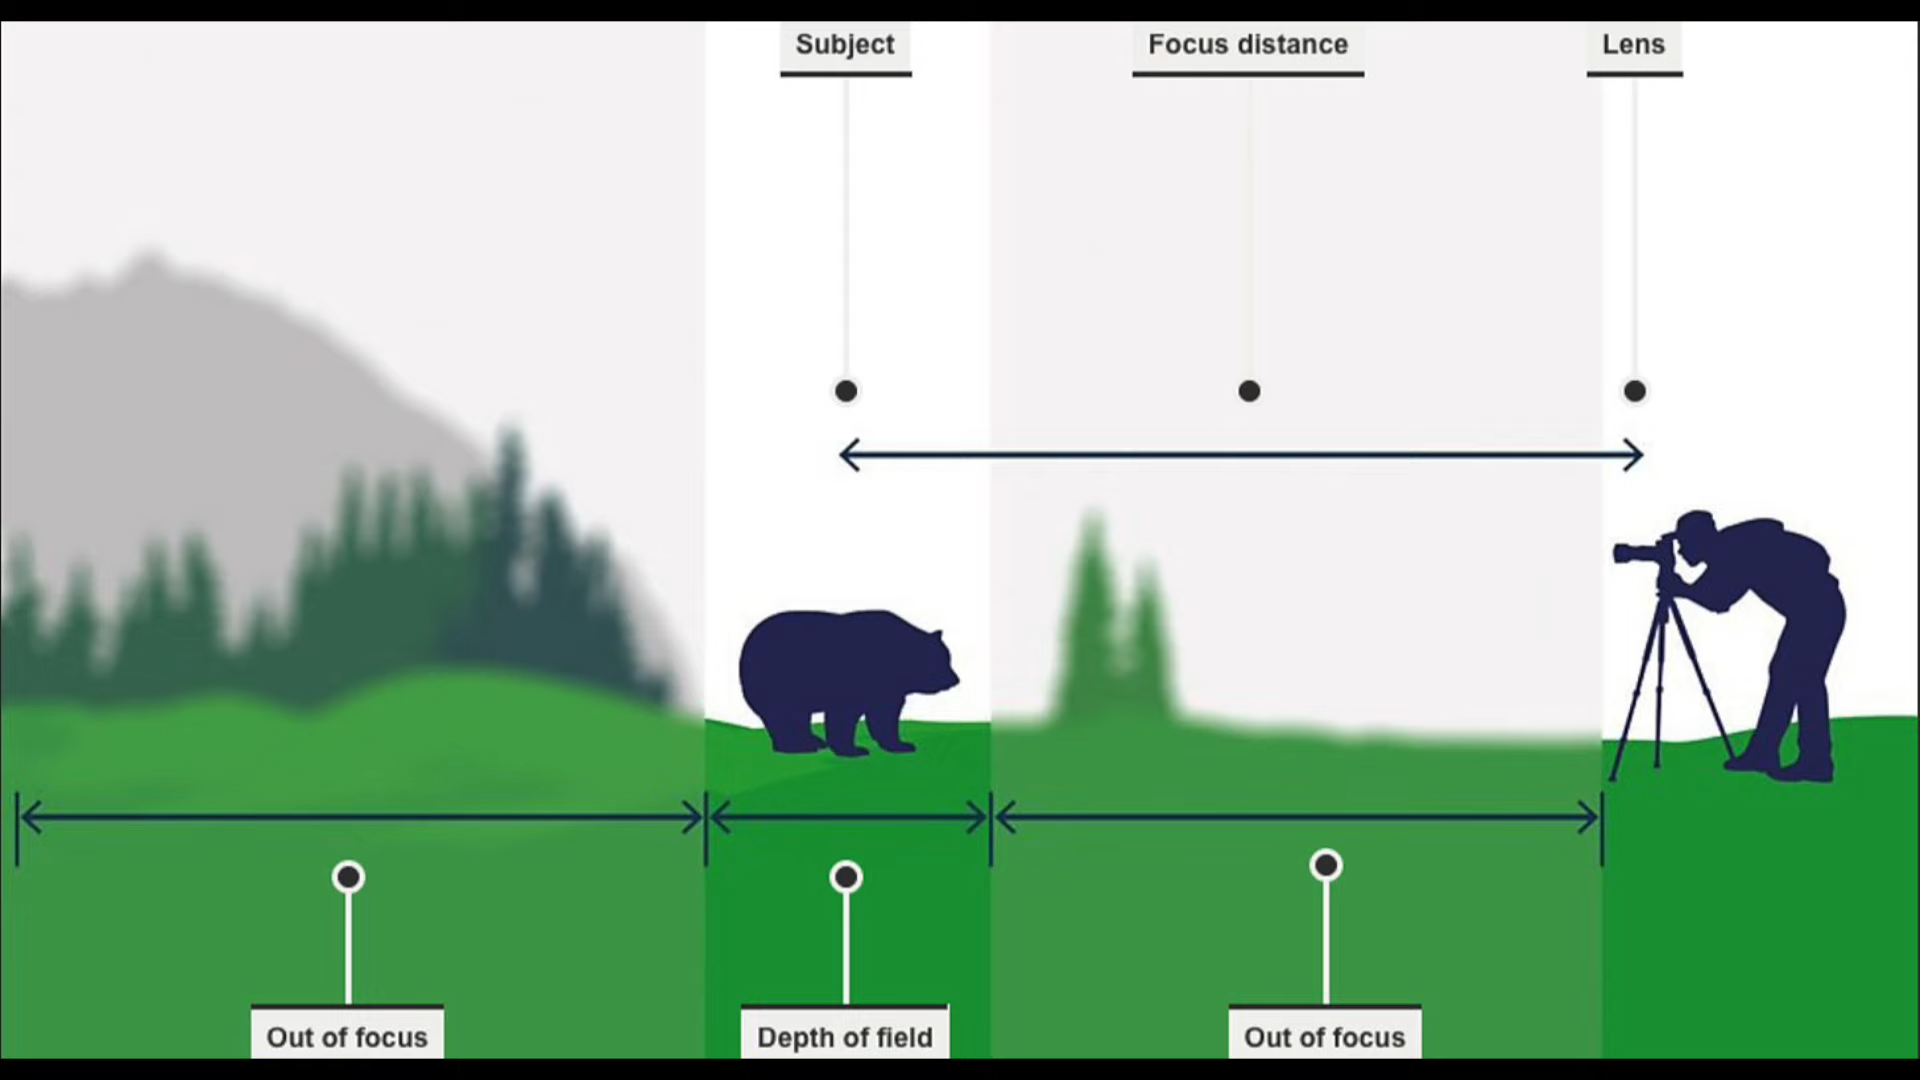 Subject
Focus distance
Lens
Out of focus
Depth of field
Out of focus